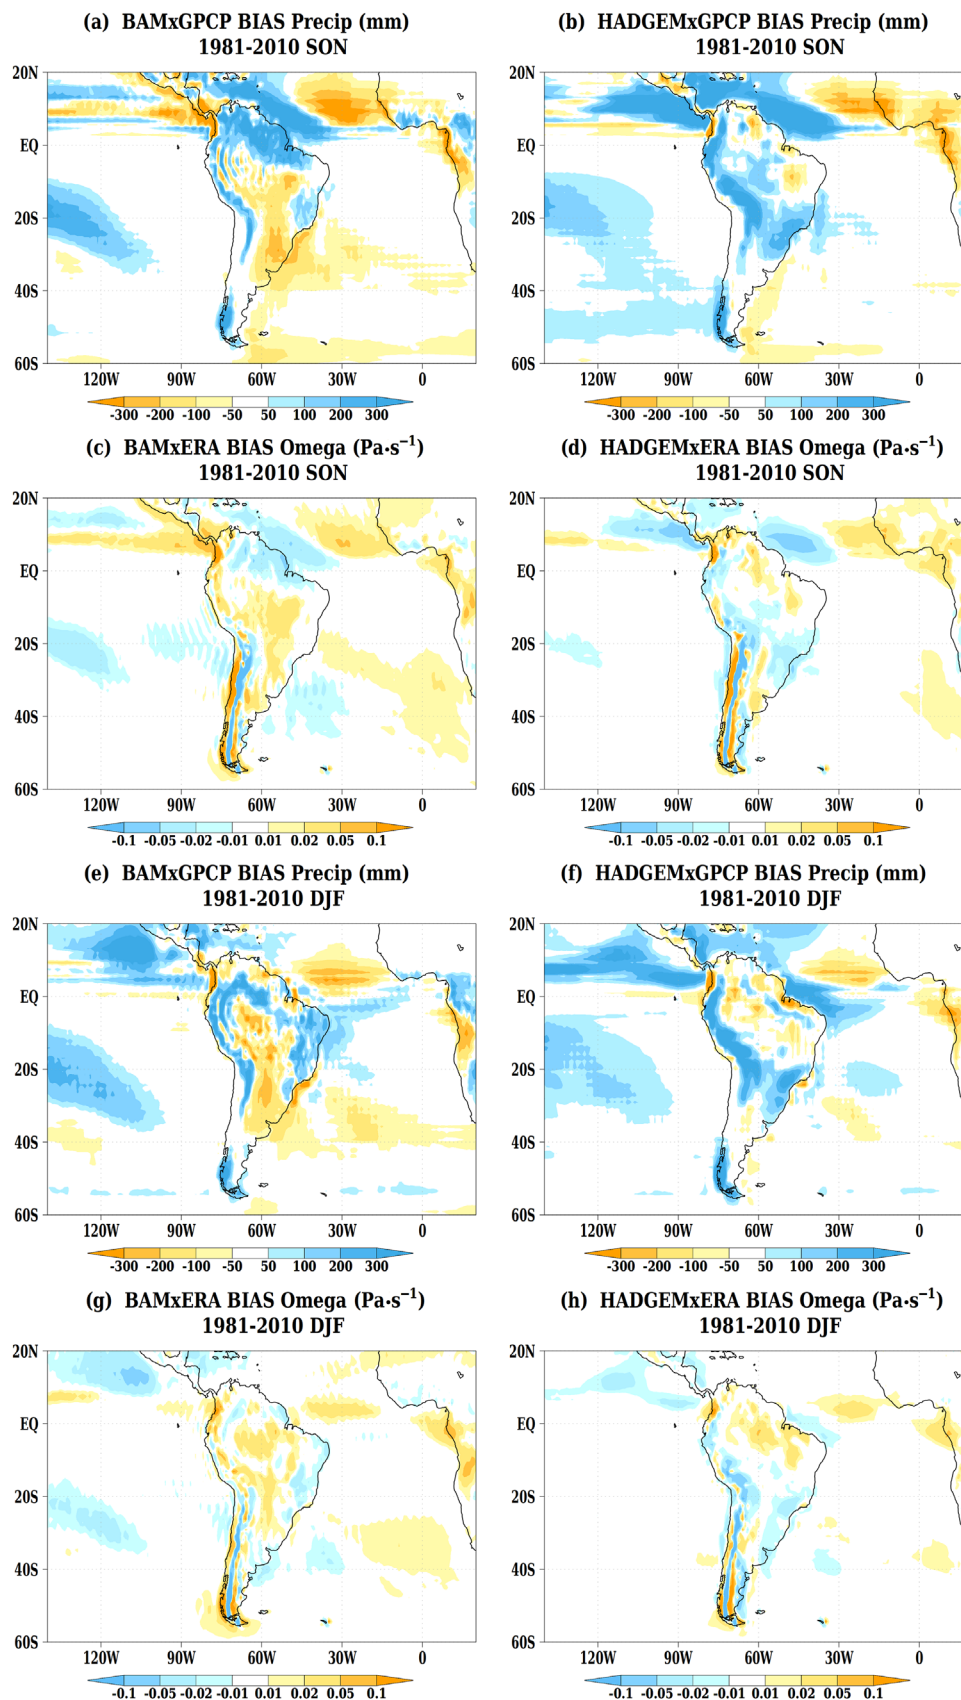 (a) BAMxGPCP BIAS Precip (mm)
1981-2010 SON
20N
EQ
20S
40S
60S
120W 90W 60W 30W 0
-300 -200 -100 -50 50 100 200 300
(b) HADGEMxGPCP BIAS Precip (mm)
1981-2010 SON
20N
EQ
20S
40S
60S
120W 90W 60W 30W 0
-300 -200 -100 -50 50 100 200 300
(c) BAMxERA BIAS Omega (Pa·s⁻¹)
1981-2010 SON
20N
EQ
20S
40S
60S
120W 90W 60W 30W 0
-0.1 -0.05 -0.02 -0.01 0.01 0.02 0.05 0.1
(d) HADGEMxERA BIAS Omega (Pa·s⁻¹)
1981-2010 SON
20N
EQ
20S
40S
60S
120W 90W 60W 30W 0
-0.1 -0.05 -0.02 -0.01 0.01 0.02 0.05 0.1
(e) BAMxGPCP BIAS Precip (mm)
1981-2010 DJF
20N
EQ
20S
40S
60S
120W 90W 60W 30W 0
-300 -200 -100 -50 50 100 200 300
(f) HADGEMxGPCP BIAS Precip (mm)
1981-2010 DJF
20N
EQ
20S
40S
60S
120W 90W 60W 30W 0
-300 -200 -100 -50 50 100 200 300
(g) BAMxERA BIAS Omega (Pa·s⁻¹)
1981-2010 DJF
20N
EQ
20S
40S
60S
120W 90W 60W 30W 0
-0.1 -0.05 -0.02 -0.01 0.01 0.02 0.05 0.1
(h) HADGEMxERA BIAS Omega (Pa·s⁻¹)
1981-2010 DJF
20N
EQ
20S
40S
60S
120W 90W 60W 30W 0
-0.1 -0.05 -0.02 -0.01 0.01 0.02 0.05 0.1